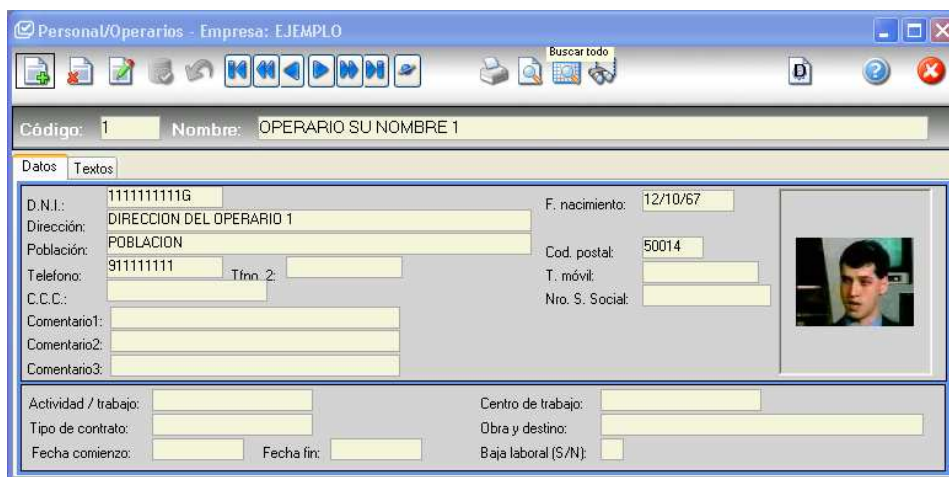 Personal/Operarios - Empresa: EJEMPLO
Buscar todo
D
?
Código: 1 Nombre: OPERARIO SU NOMBRE 1
Datos Textos
D.N.I.: 1111111111G F. nacimiento: 12/10/67
Dirección: DIRECCION DEL OPERARIO 1
Población: POBLACION Cod. postal: 50014
Telefono: 911111111 Tfno. 2: T. móvil:
C.C.C.: Nro. S. Social:
Comentario1:
Comentario2:
Comentario3:
Actividad / trabajo: Centro de trabajo:
Tipo de contrato: Obra y destino:
Fecha comienzo: Fecha fin: Baja laboral (S/N):